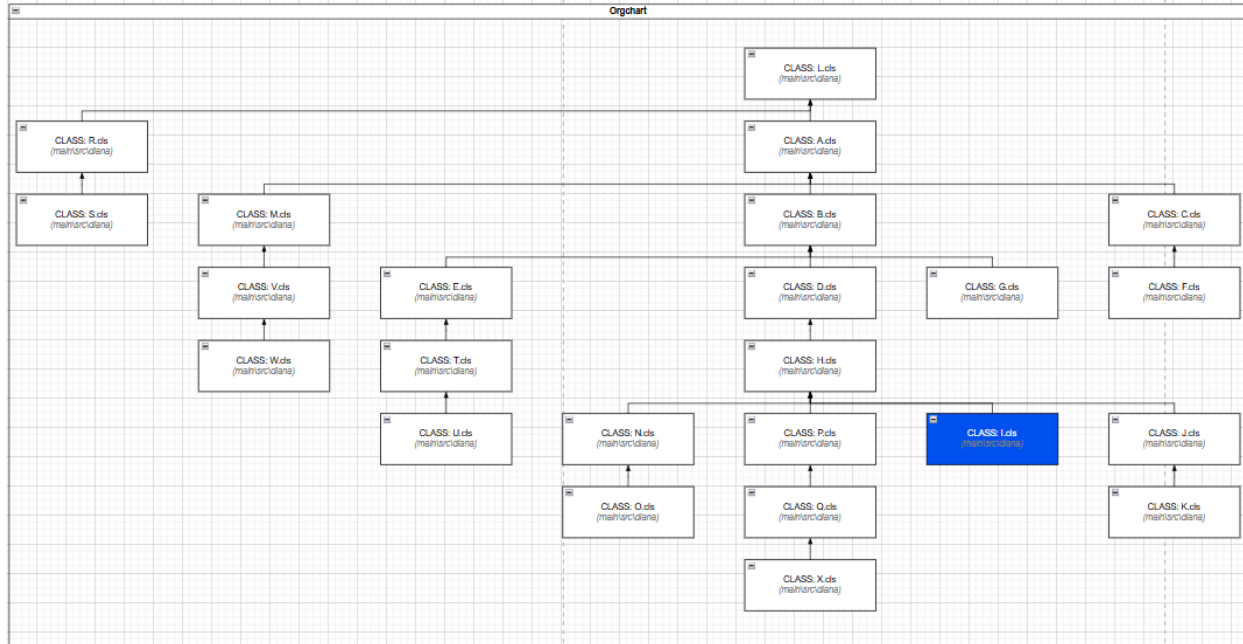 Orgchart
CLASS: L.cls
(main\src\diana)
CLASS: R.cls
(main\src\diana)
CLASS: A.cls
(main\src\diana)
CLASS: S.cls
(main\src\diana)
CLASS: M.cls
(main\src\diana)
CLASS: B.cls
(main\src\diana)
CLASS: C.cls
(main\src\diana)
CLASS: V.cls
(main\src\diana)
CLASS: E.cls
(main\src\diana)
CLASS: D.cls
(main\src\diana)
CLASS: G.cls
(main\src\diana)
CLASS: F.cls
(main\src\diana)
CLASS: W.cls
(main\src\diana)
CLASS: T.cls
(main\src\diana)
CLASS: H.cls
(main\src\diana)
CLASS: U.cls
(main\src\diana)
CLASS: N.cls
(main\src\diana)
CLASS: P.cls
(main\src\diana)
CLASS: I.cls
(main\src\diana)
CLASS: J.cls
(main\src\diana)
CLASS: O.cls
(main\src\diana)
CLASS: Q.cls
(main\src\diana)
CLASS: K.cls
(main\src\diana)
CLASS: X.cls
(main\src\diana)